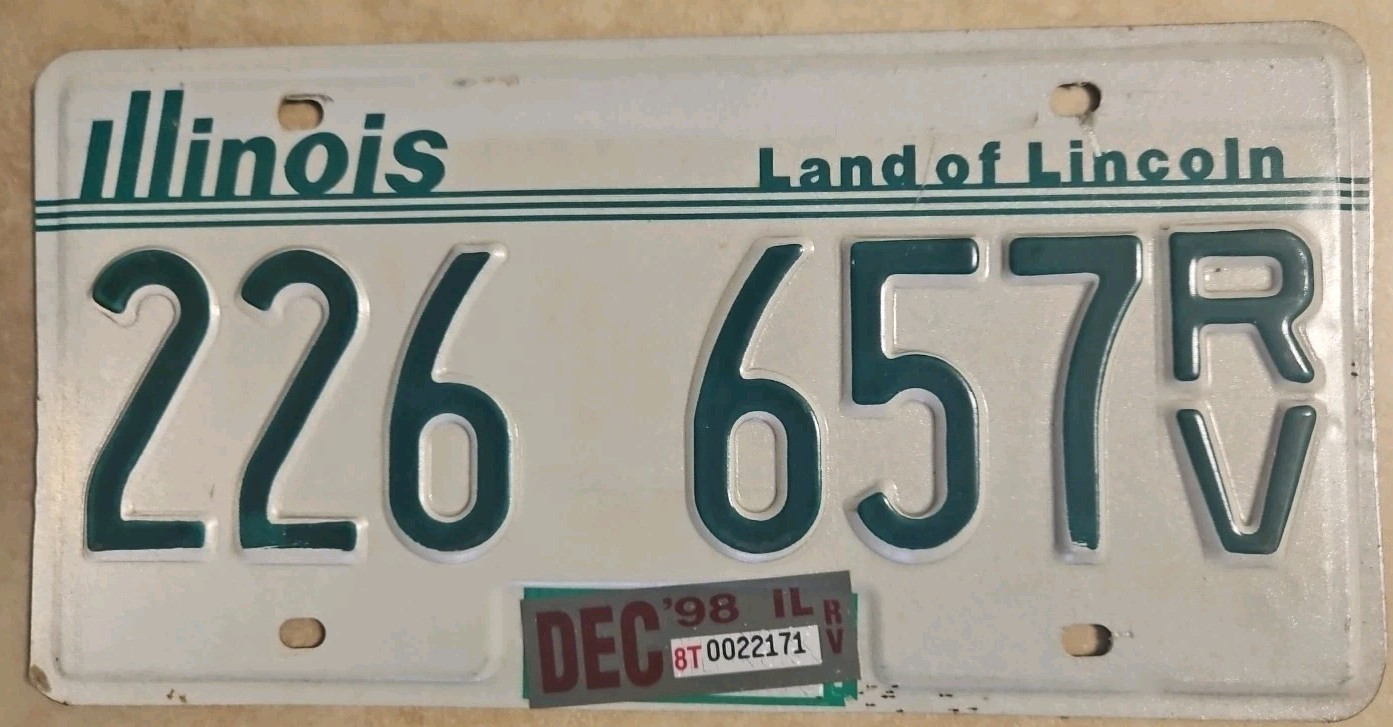 Illinois Land of Lincoln
226 657 RV
DEC '98 IL RV
8T 0022171